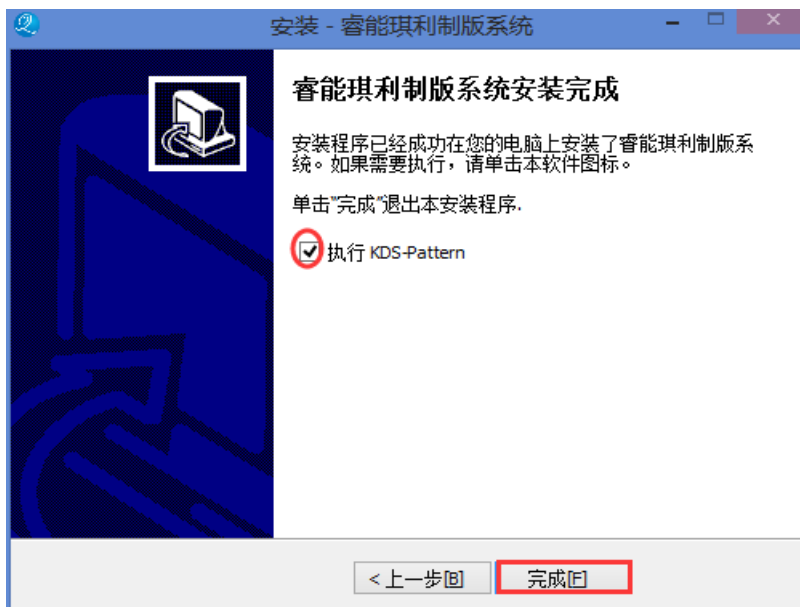 安装 - 睿能琪利制版系统
睿能琪利制版系统安装完成
安装程序已经成功在您的电脑上安装了睿能琪利制版系
统。如果需要执行，请单击本软件图标。
单击"完成"退出本安装程序.
执行 KDS-Pattern
<上一步[B]
完成[F]